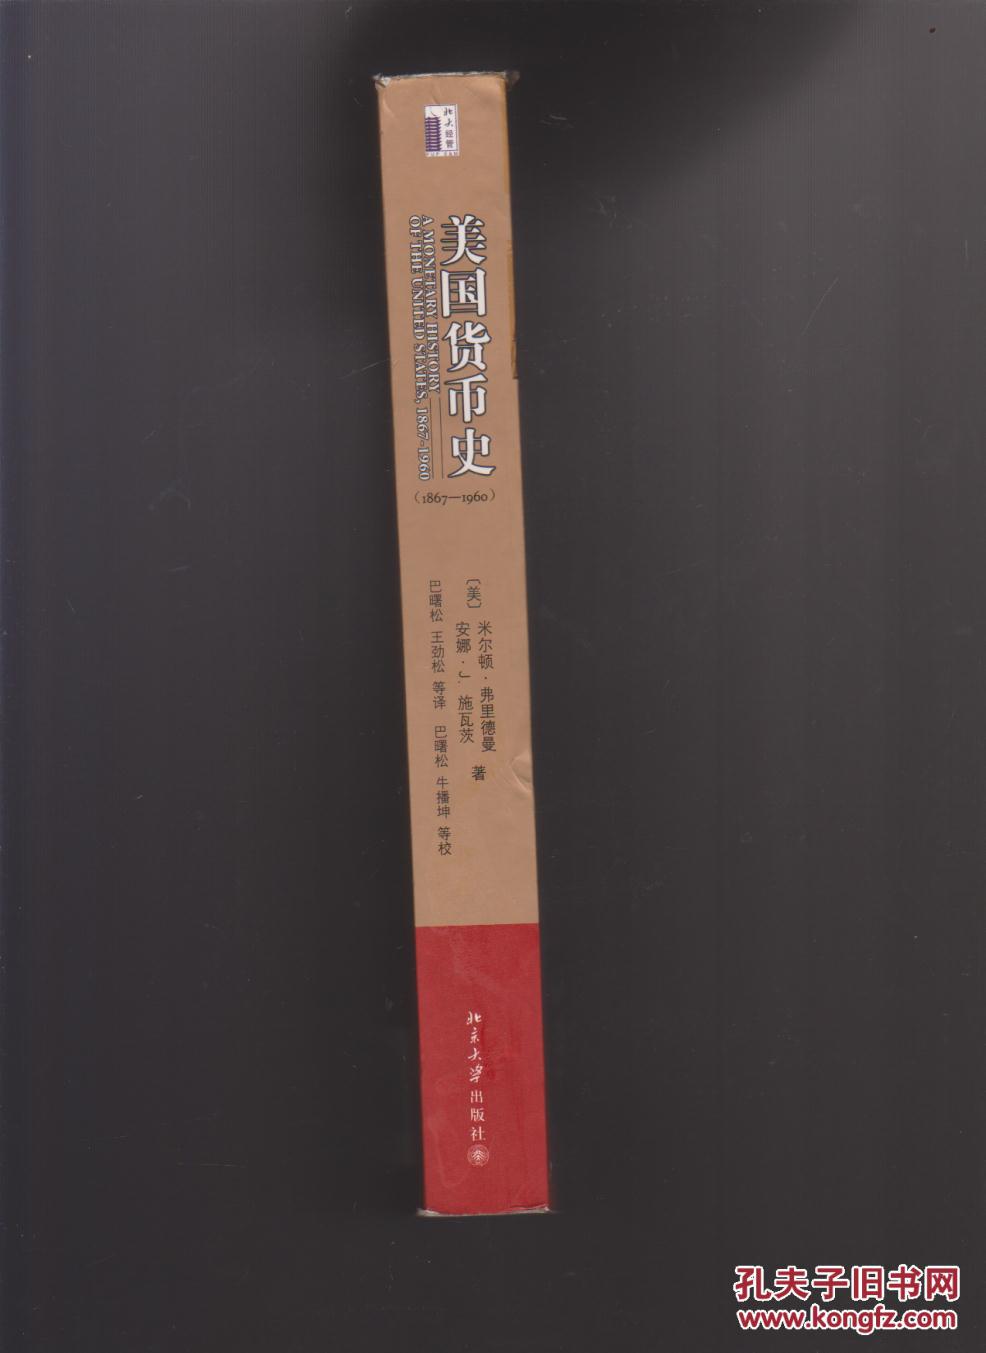 北大经管
PUP E&M
美国货币史
A MONETARY HISTORY
OF THE UNITED STATES, 1867-1960
（1867—1960）
〔美〕
米尔顿·弗里德曼
安娜·J.施瓦茨
著
巴曙松 王劲松 等译 巴曙松 牛播坤 等校
北京大学出版社
孔夫子旧书网
www.kongfz.com